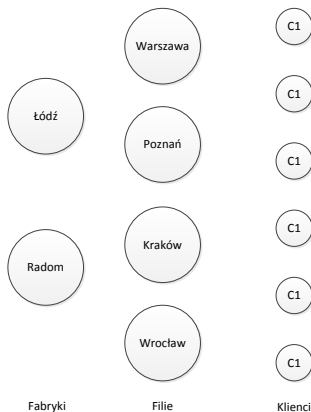 Warszawa
C1
C1
Łódź
Poznań
C1
C1
Kraków
Radom
C1
Wrocław
C1
Fabryki
Filie
Klienci